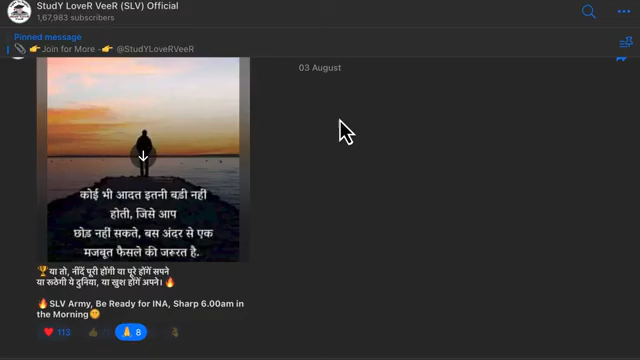 StudY LoveR VeeR (SLV) Official
1,67,983 subscribers
Pinned message
📎 👉Join for More 👉 @StudYLoveRVeeR
03 August
कोई भी आदत इतनी बड़ी नहीं
होती, जिसे आप
छोड़ नहीं सकते, बस अंदर से एक
मजबूत फैसले की जरुरत है.
🏆या तो, नींदें पूरी होंगी या पूरे होंगें सपने
या रूठेगी ये दुनिया, या खुश होंगें अपने। 🔥
🔥SLV Army, Be Ready for INA, Sharp 6.00am in
the Morning🌞
❤️ 113 🙏 8